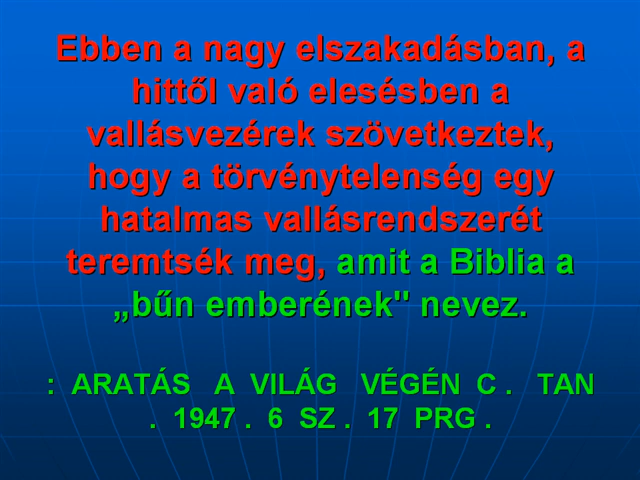 Ebben a nagy elszakadásban, a
hittől való elesésben a
vallásvezérek szövetkeztek,
hogy a törvénytelenség egy
hatalmas vallásrendszerét
teremtsék meg, amit a Biblia a
„bűn emberének" nevez.
: ARATÁS A VILÁG VÉGÉN C . TAN
. 1947 . 6 SZ . 17 PRG .